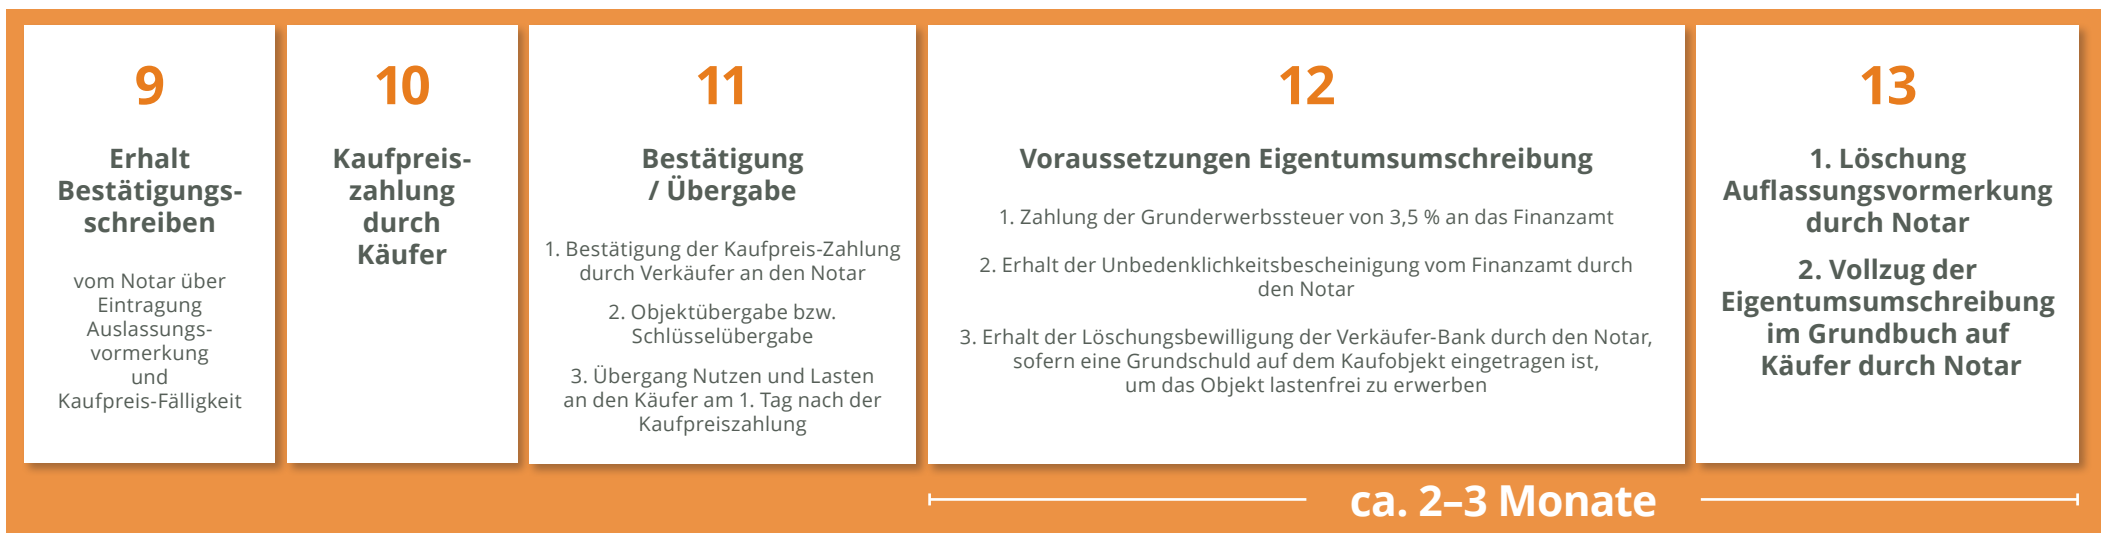 9
Erhalt
Bestätigungs-
schreiben
vom Notar über
Eintragung
Auslassungs-
vormerkung
und
Kaufpreis-Fälligkeit
10
Kaufpreis-
zahlung
durch
Käufer
11
Bestätigung
/ Übergabe
1. Bestätigung der Kaufpreis-Zahlung
durch Verkäufer an den Notar
2. Objektübergabe bzw.
Schlüsselübergabe
3. Übergang Nutzen und Lasten
an den Käufer am 1. Tag nach der
Kaufpreiszahlung
12
Voraussetzungen Eigentumsumschreibung
1. Zahlung der Grunderwerbssteuer von 3,5 % an das Finanzamt
2. Erhalt der Unbedenklichkeitsbescheinigung vom Finanzamt durch
den Notar
3. Erhalt der Löschungsbewilligung der Verkäufer-Bank durch den Notar,
sofern eine Grundschuld auf dem Kaufobjekt eingetragen ist,
um das Objekt lastenfrei zu erwerben
13
1. Löschung
Auflassungsvormerkung
durch Notar
2. Vollzug der
Eigentumsumschreibung
im Grundbuch auf
Käufer durch Notar
ca. 2–3 Monate